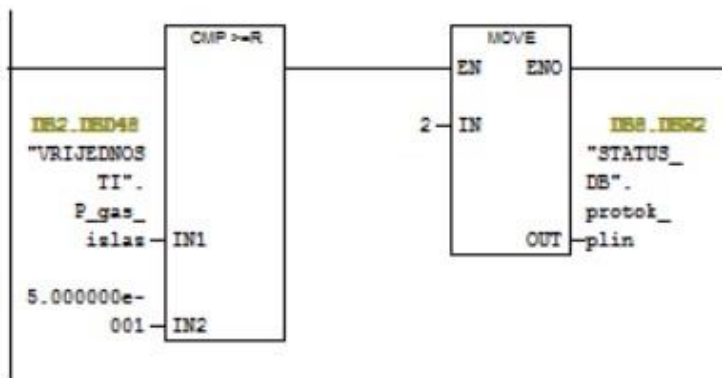 CMP >=R
MOVE
EN ENO
DB2.DBD48
"VRIJEDNOS
TI".
P_gas_
izlaz IN1
5.000000e-
001 IN2
2 IN
DB8.DBW2
"STATUS_
DB".
protok_
OUT plin